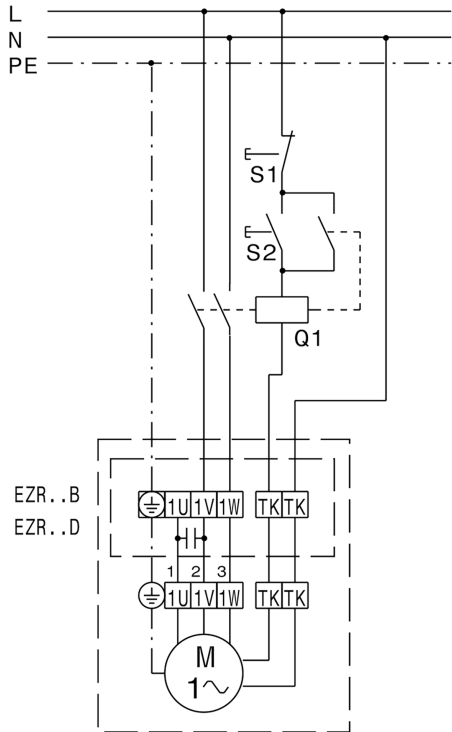 L
N
PE
S1
S2
Q1
EZR..B
EZR..D
1U 1V 1W TK TK
1 2 3
1U 1V 1W TK TK
M
1~